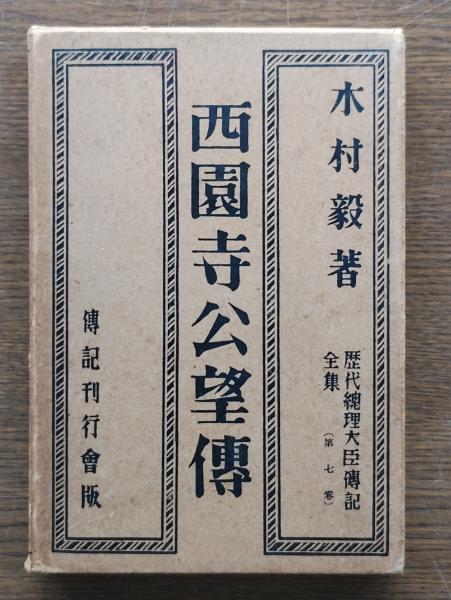 木村毅著
歴代總理大臣傳記
全集
（第七卷）
西園寺公望傳
傳記刊行會版